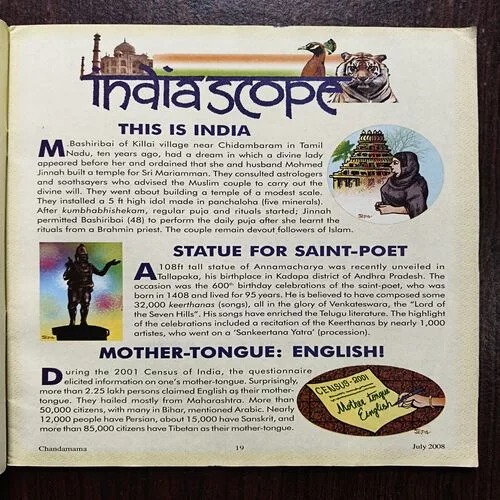 indiascope
THIS IS INDIA
M.Bashiribai of Killai village near Chidambaram in Tamil
Nadu, ten years ago, had a dream in which a divine lady
appeared before her and ordained that she and husband Mohmed
Jinnah built a temple for Sri Mariamman. They consulted astrologers
and soothsayers who advised the Muslim couple to carry out the
divine will. They went about building a temple of a modest scale.
They installed a 5 ft high idol made in panchaloha (five minerals).
After kumbhabhishekam, regular puja and rituals started; Jinnah
permitted Bashiribai (48) to perform the daily puja after she learnt the
rituals from a Brahmin priest. The couple remain devout followers of Islam.
STATUE FOR SAINT-POET
A 108ft tall statue of Annamacharya was recently unveiled in
Tallapaka, his birthplace in Kadapa district of Andhra Pradesh. The
occasion was the 600th birthday celebrations of the saint-poet, who was
born in 1408 and lived for 95 years. He is believed to have composed some
32,000 keerthanas (songs), all in the glory of Venkateswara, the "Lord of
the Seven Hills". His songs have enriched the Telugu literature. The highlight
of the celebrations included a recitation of the Keerthanas by nearly 1,000
artistes, who went on a 'Sankeertana Yatra' (procession).
MOTHER-TONGUE: ENGLISH!
During the 2001 Census of India, the questionnaire
elicited information on one's mother-tongue. Surprisingly,
more than 2.25 lakh persons claimed English as their mother-
tongue. They hailed mostly from Maharashtra. More than
50,000 citizens, with many in Bihar, mentioned Arabic. Nearly
12,000 people have Persian, about 15,000 have Sanskrit, and
more than 85,000 citizens have Tibetan as their mother-tongue.
CENSUS-2001
Mother tongue
English
Chandamama 19 July 2008